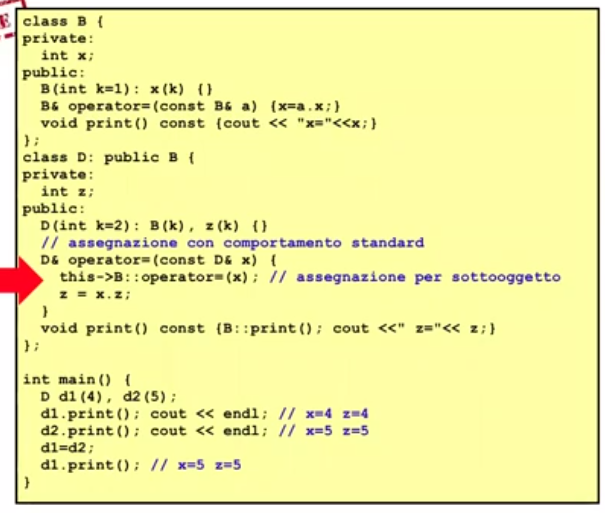 E
class B {
private:
  int x;
public:
  B(int k=1): x(k) {}
  B& operator=(const B& a) {x=a.x;}
  void print() const {cout << "x="<<x;}
};
class D: public B {
private:
  int z;
public:
  D(int k=2): B(k), z(k) {}
  // assegnazione con comportamento standard
  D& operator=(const D& x) {
    this->B::operator=(x); // assegnazione per sottooggetto
    z = x.z;
  }
  void print() const {B::print(); cout <<" z="<< z;}
};

int main() {
  D d1(4), d2(5);
  d1.print(); cout << endl; // x=4 z=4
  d2.print(); cout << endl; // x=5 z=5
  d1=d2;
  d1.print(); // x=5 z=5
}